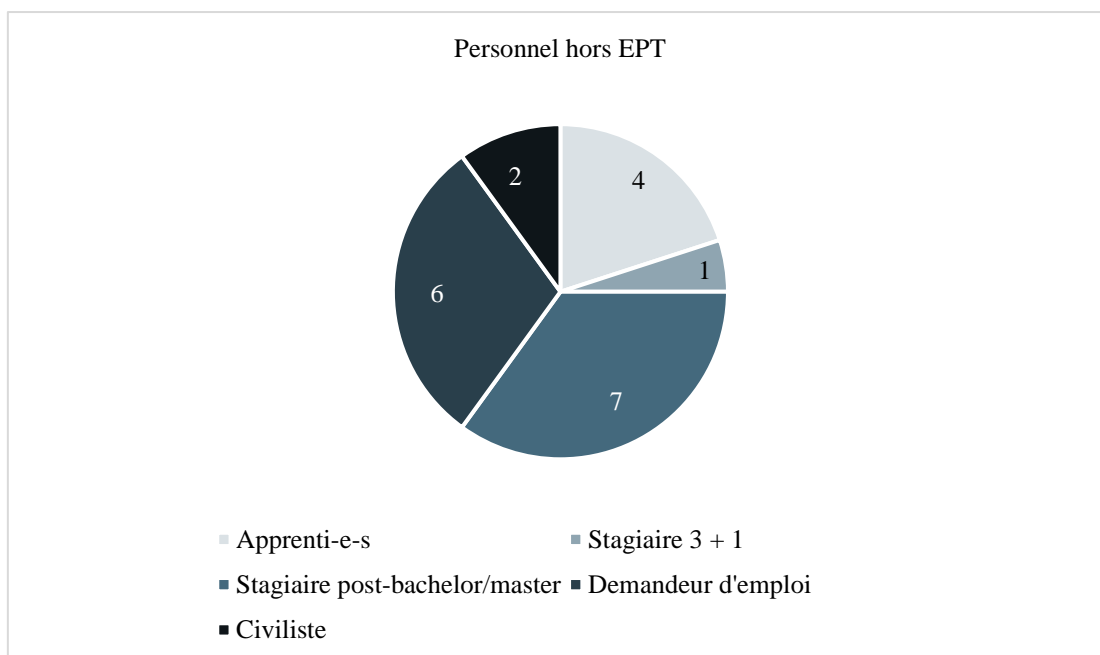 Personnel hors EPT
4
1
7
6
2
Apprenti-e-s
Stagiaire 3 + 1
Stagiaire post-bachelor/master
Demandeur d'emploi
Civiliste